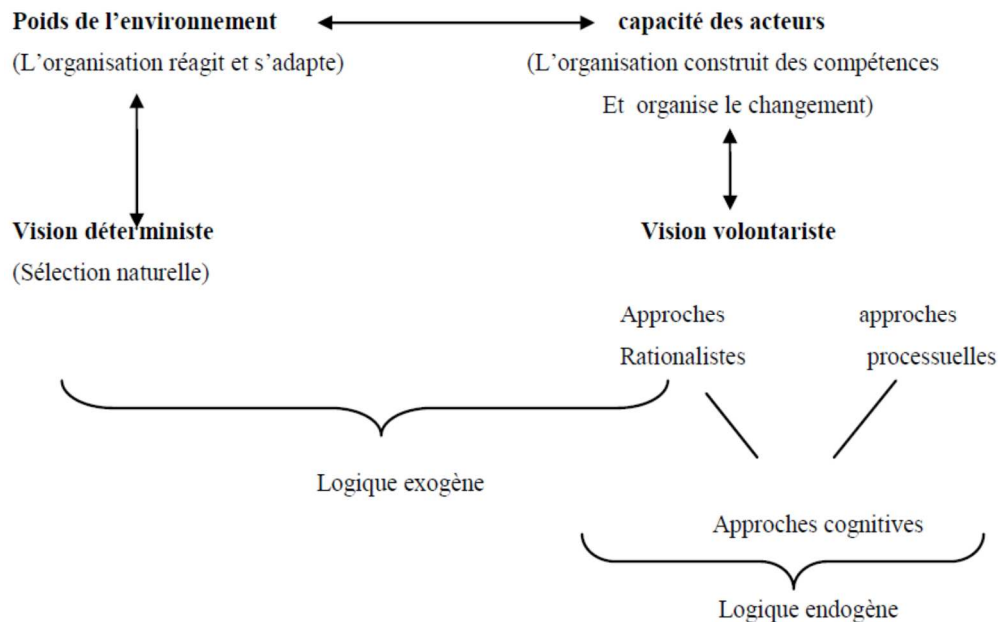 Poids de l’environnement
capacité des acteurs
(L’organisation réagit et s’adapte)
(L’organisation construit des compétences
Et organise le changement)
Vision déterministe
Vision volontariste
(Sélection naturelle)
Approches
approches
Rationalistes
processuelles
Logique exogène
Approches cognitives
Logique endogène